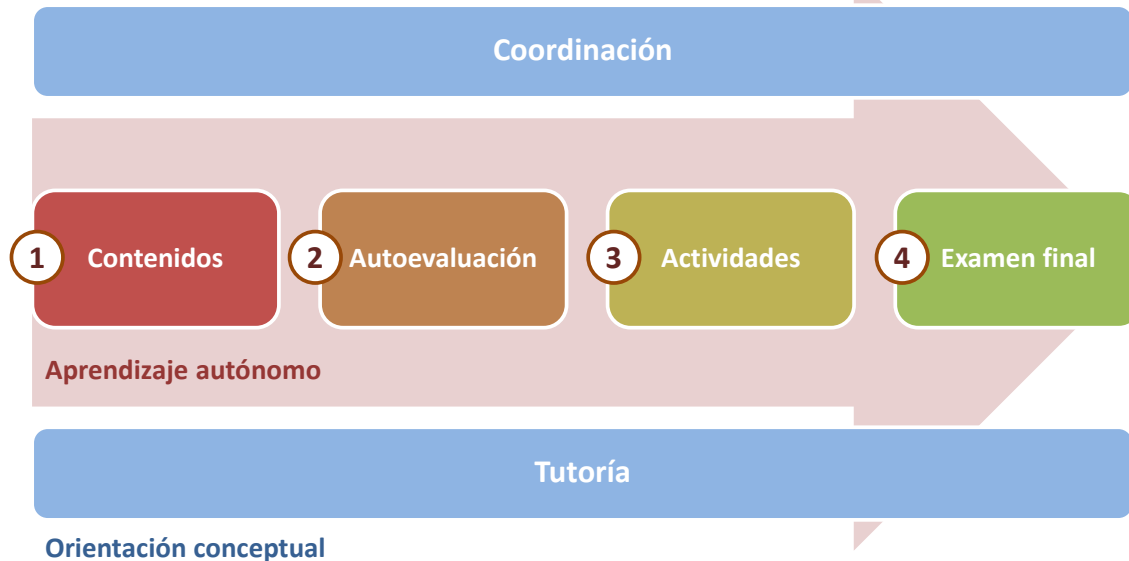 Coordinación
1 Contenidos
2 Autoevaluación
3 Actividades
4 Examen final
Aprendizaje autónomo
Tutoría
Orientación conceptual